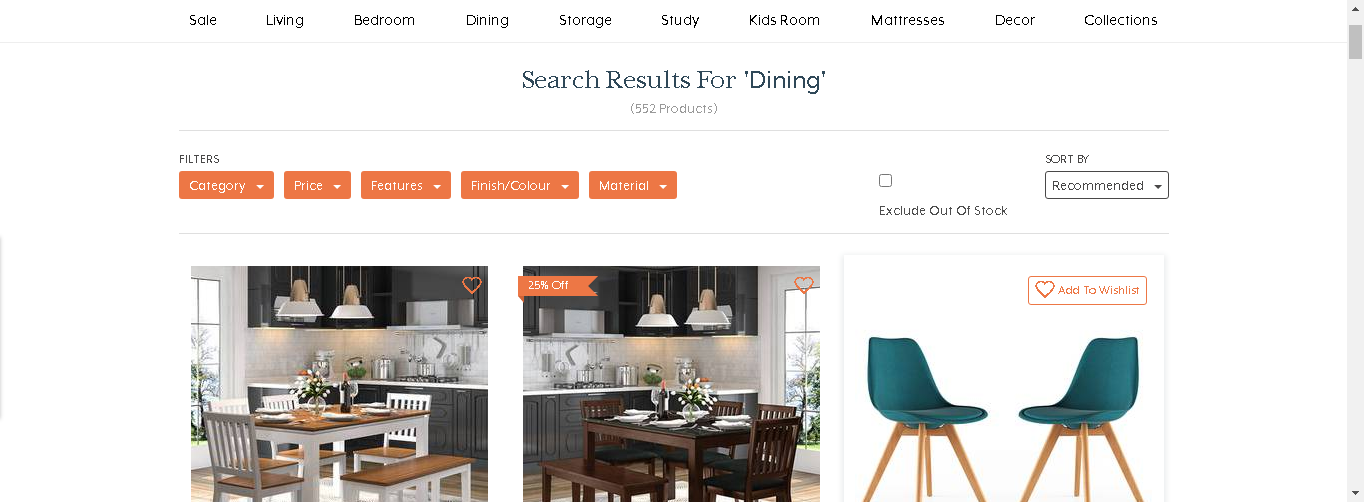 Sale Living Bedroom Dining Storage Study Kids Room Mattresses Decor Collections
Search Results For 'Dining'
(552 Products)
FILTERS SORT BY
Category Price Features Finish/Colour Material Recommended
Exclude Out Of Stock
25% Off Add To Wishlist